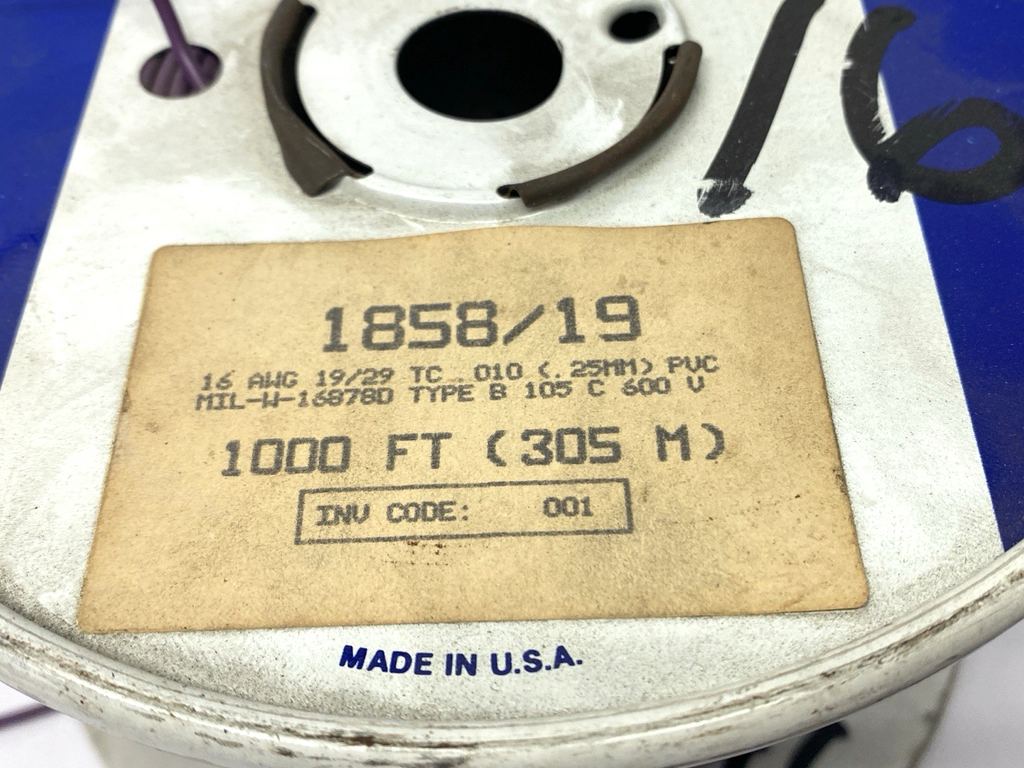 16
1858/19
16 AWG 19/29 TC .010 (.25MM) PVC
MIL-W-16878D TYPE B 105 C 600 V
1000 FT (305 M)
INV CODE: 001
MADE IN U.S.A.